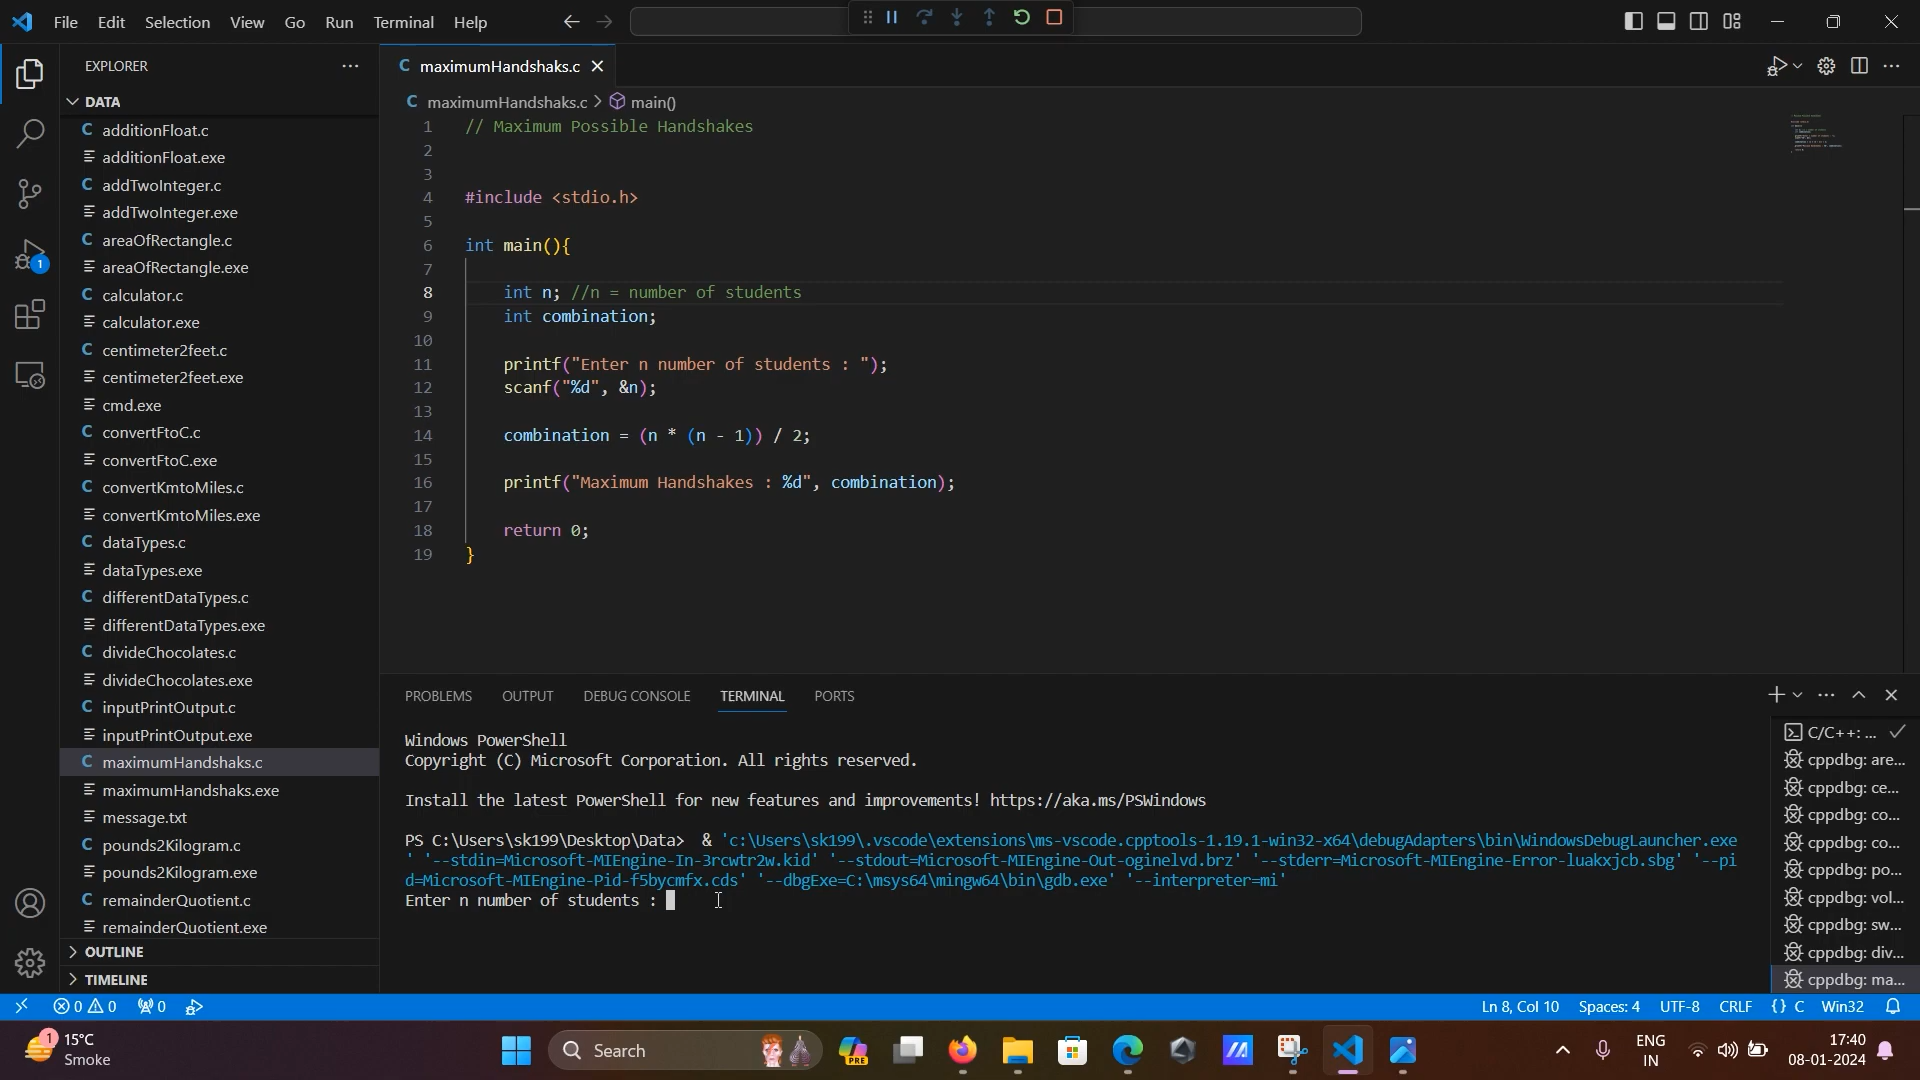 File Edit Selection View Go Run Terminal Help
EXPLORER
DATA
additionFloat.c
additionFloat.exe
addTwoInteger.c
addTwoInteger.exe
areaOfRectangle.c
areaOfRectangle.exe
calculator.c
calculator.exe
centimeter2feet.c
centimeter2feet.exe
cmd.exe
convertFtoC.c
convertFtoC.exe
convertKmtoMiles.c
convertKmtoMiles.exe
dataTypes.c
dataTypes.exe
differentDataTypes.c
differentDataTypes.exe
divideChocolates.c
divideChocolates.exe
inputPrintOutput.c
inputPrintOutput.exe
maximumHandshaks.c
maximumHandshaks.exe
message.txt
pounds2Kilogram.c
pounds2Kilogram.exe
remainderQuotient.c
remainderQuotient.exe
OUTLINE
TIMELINE
1
C maximumHandshaks.c
C maximumHandshaks.c > main()
1 // Maximum Possible Handshakes
2
3
4 #include <stdio.h>
5
6 int main(){
7
8 int n; //n = number of students
9 int combination;
10
11 printf("Enter n number of students : ");
12 scanf("%d", &n);
13
14 combination = (n * (n - 1)) / 2;
15
16 printf("Maximum Handshakes : %d", combination);
17
18 return 0;
19 }
PROBLEMS OUTPUT DEBUG CONSOLE TERMINAL PORTS
Windows PowerShell
Copyright (C) Microsoft Corporation. All rights reserved.
Install the latest PowerShell for new features and improvements! https://aka.ms/PSWindows
PS C:\Users\sk199\Desktop\Data> & 'c:\Users\sk199\.vscode\extensions\ms-vscode.cpptools-1.19.1-win32-x64\debugAdapters\bin\WindowsDebugLauncher.exe
' '--stdin=Microsoft-MIEngine-In-3rcwtr2w.kid' '--stdout=Microsoft-MIEngine-Out-oginelvd.brz' '--stderr=Microsoft-MIEngine-Error-luakxjcb.sbg' '--pi
d=Microsoft-MIEngine-Pid-f5bycmfx.cds' '--dbgExe=C:\msys64\mingw64\bin\gdb.exe' '--interpreter=mi'
Enter n number of students :
C/C++: ...
cppdbg: are...
cppdbg: ce...
cppdbg: co...
cppdbg: co...
cppdbg: po...
cppdbg: vol...
cppdbg: sw...
cppdbg: div...
cppdbg: ma...
0 0 0 Ln 8, Col 10 Spaces: 4 UTF-8 CRLF {} C Win32
1 15°C
Smoke
Search
PRE
ENG
IN
17:40
08-01-2024